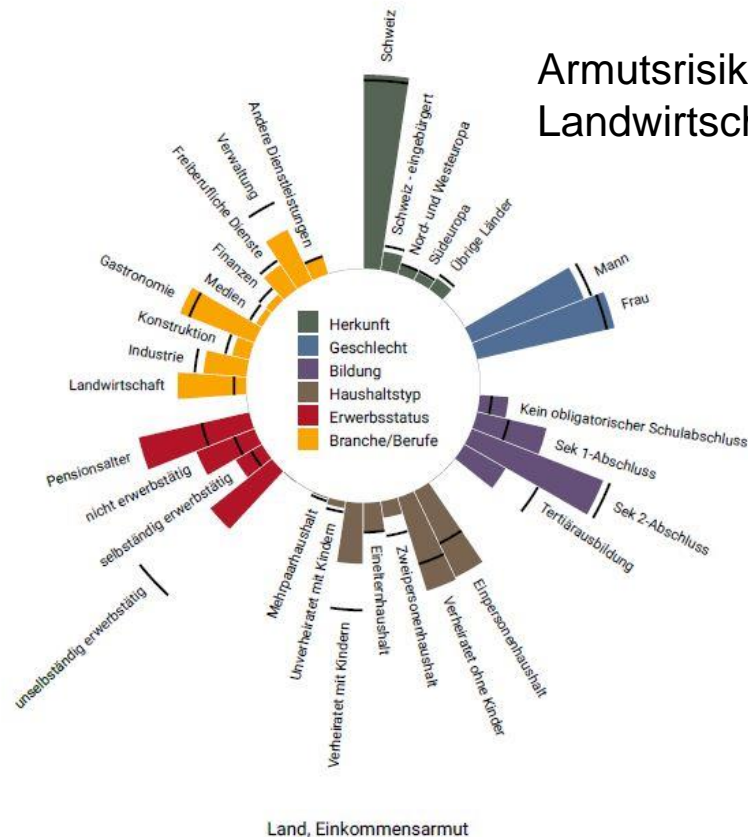 Armutsrisik
Landwirtsch
Schweiz
Schweiz - eingebürgert
Nord- und Westeuropa
Südeuropa
Übrige Länder
Mann
Frau
Kein obligatorischer Schulabschluss
Sek 1-Abschluss
Sek 2-Abschluss
Tertiärausbildung
Einpersonenhaushalt
Verheiratet ohne Kinder
Zweipersonenhaushalt
Einelternhaushalt
Verheiratet mit Kindern
Unverheiratet mit Kindern
Mehrpaarhaushalt
unselbständig erwerbstätig
selbständig erwerbstätig
nicht erwerbstätig
Pensionsalter
Landwirtschaft
Industrie
Konstruktion
Gastronomie
Medien
Finanzen
Freiberufliche Dienste
Verwaltung
Andere Dienstleistungen
Herkunft
Geschlecht
Bildung
Haushaltstyp
Erwerbsstatus
Branche/Berufe
Land, Einkommensarmut